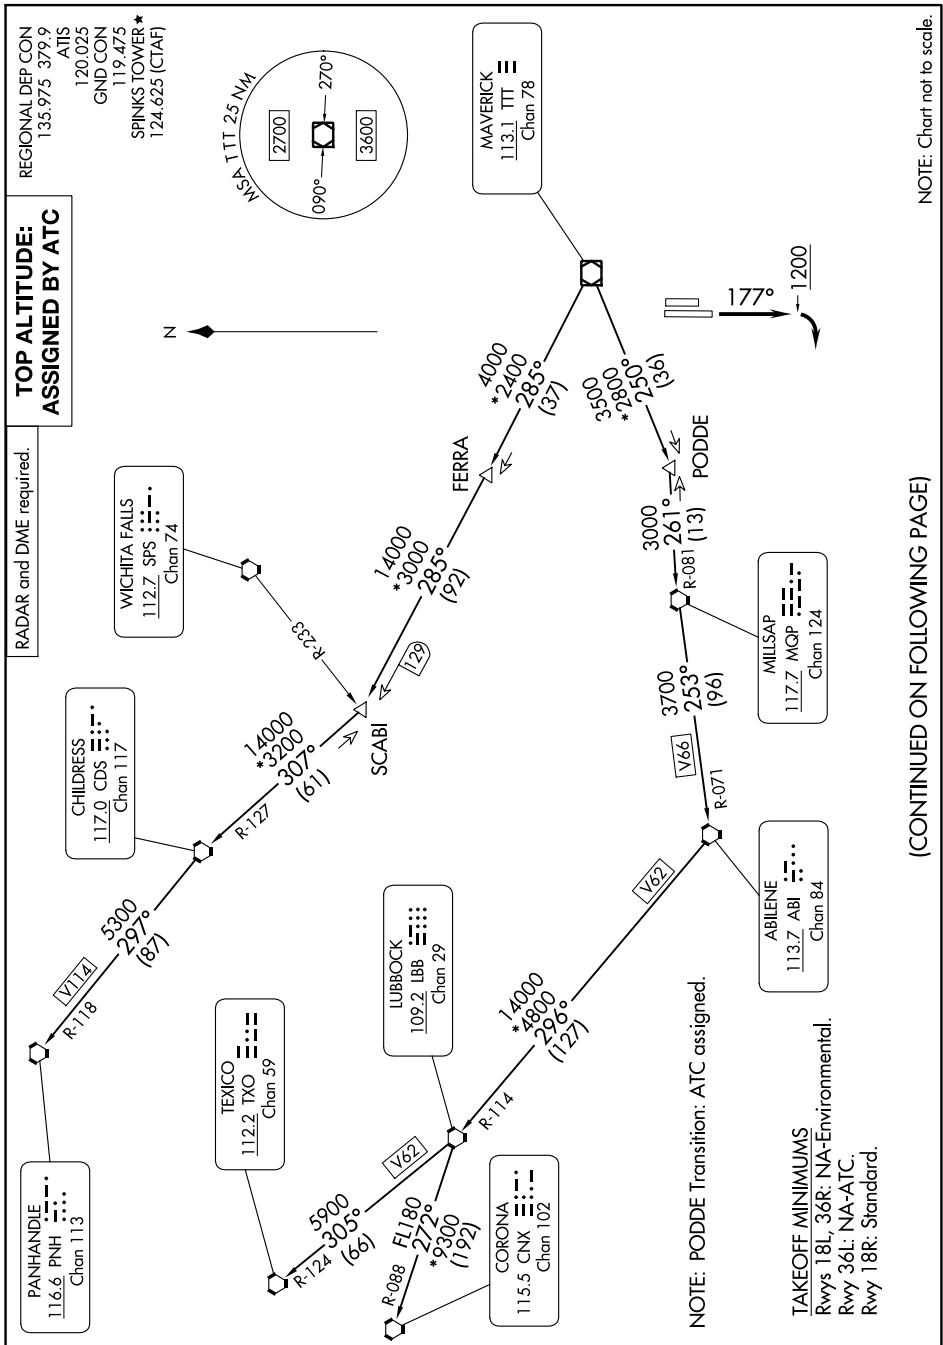 RADAR and DME required.
TOP ALTITUDE:
ASSIGNED BY ATC
REGIONAL DEP CON
135.975 379.9
ATIS
120.025
GND CON
119.475
SPINKS TOWER★
124.625 (CTAF)
MSA TTT 25 NM
2700
090°
270°
3600
N
PANHANDLE
116.6 PNH
Chan 113
V114
R-118
5300
297°
(87)
CHILDRESS
117.0 CDS
Chan 117
R-127
14000
*3200
307°
(61)
WICHITA FALLS
112.7 SPS
Chan 74
R-233
SCABI
129
14000
*3000
285°
(92)
FERRA
4000
*2400
285°
(37)
MAVERICK
113.1 TTT
Chan 78
TEXICO
112.2 TXO
Chan 59
R-124
5900
305°
(66)
V62
LUBBOCK
109.2 LBB
Chan 29
R-088
FL180
272°
*9300
(192)
CORONA
115.5 CNX
Chan 102
R-114
14000
*4800
296°
(127)
V62
ABILENE
113.7 ABI
Chan 84
R-071
V66
3700
253°
(96)
MILLSAP
117.7 MQP
Chan 124
R-081
3000
261°
(13)
PODDE
3500
*2800
250°
(36)
177°
1200
NOTE: PODDE Transition: ATC assigned.
TAKEOFF MINIMUMS
Rwys 18L, 36R: NA-Environmental.
Rwy 36L: NA-ATC.
Rwy 18R: Standard.
(CONTINUED ON FOLLOWING PAGE)
NOTE: Chart not to scale.